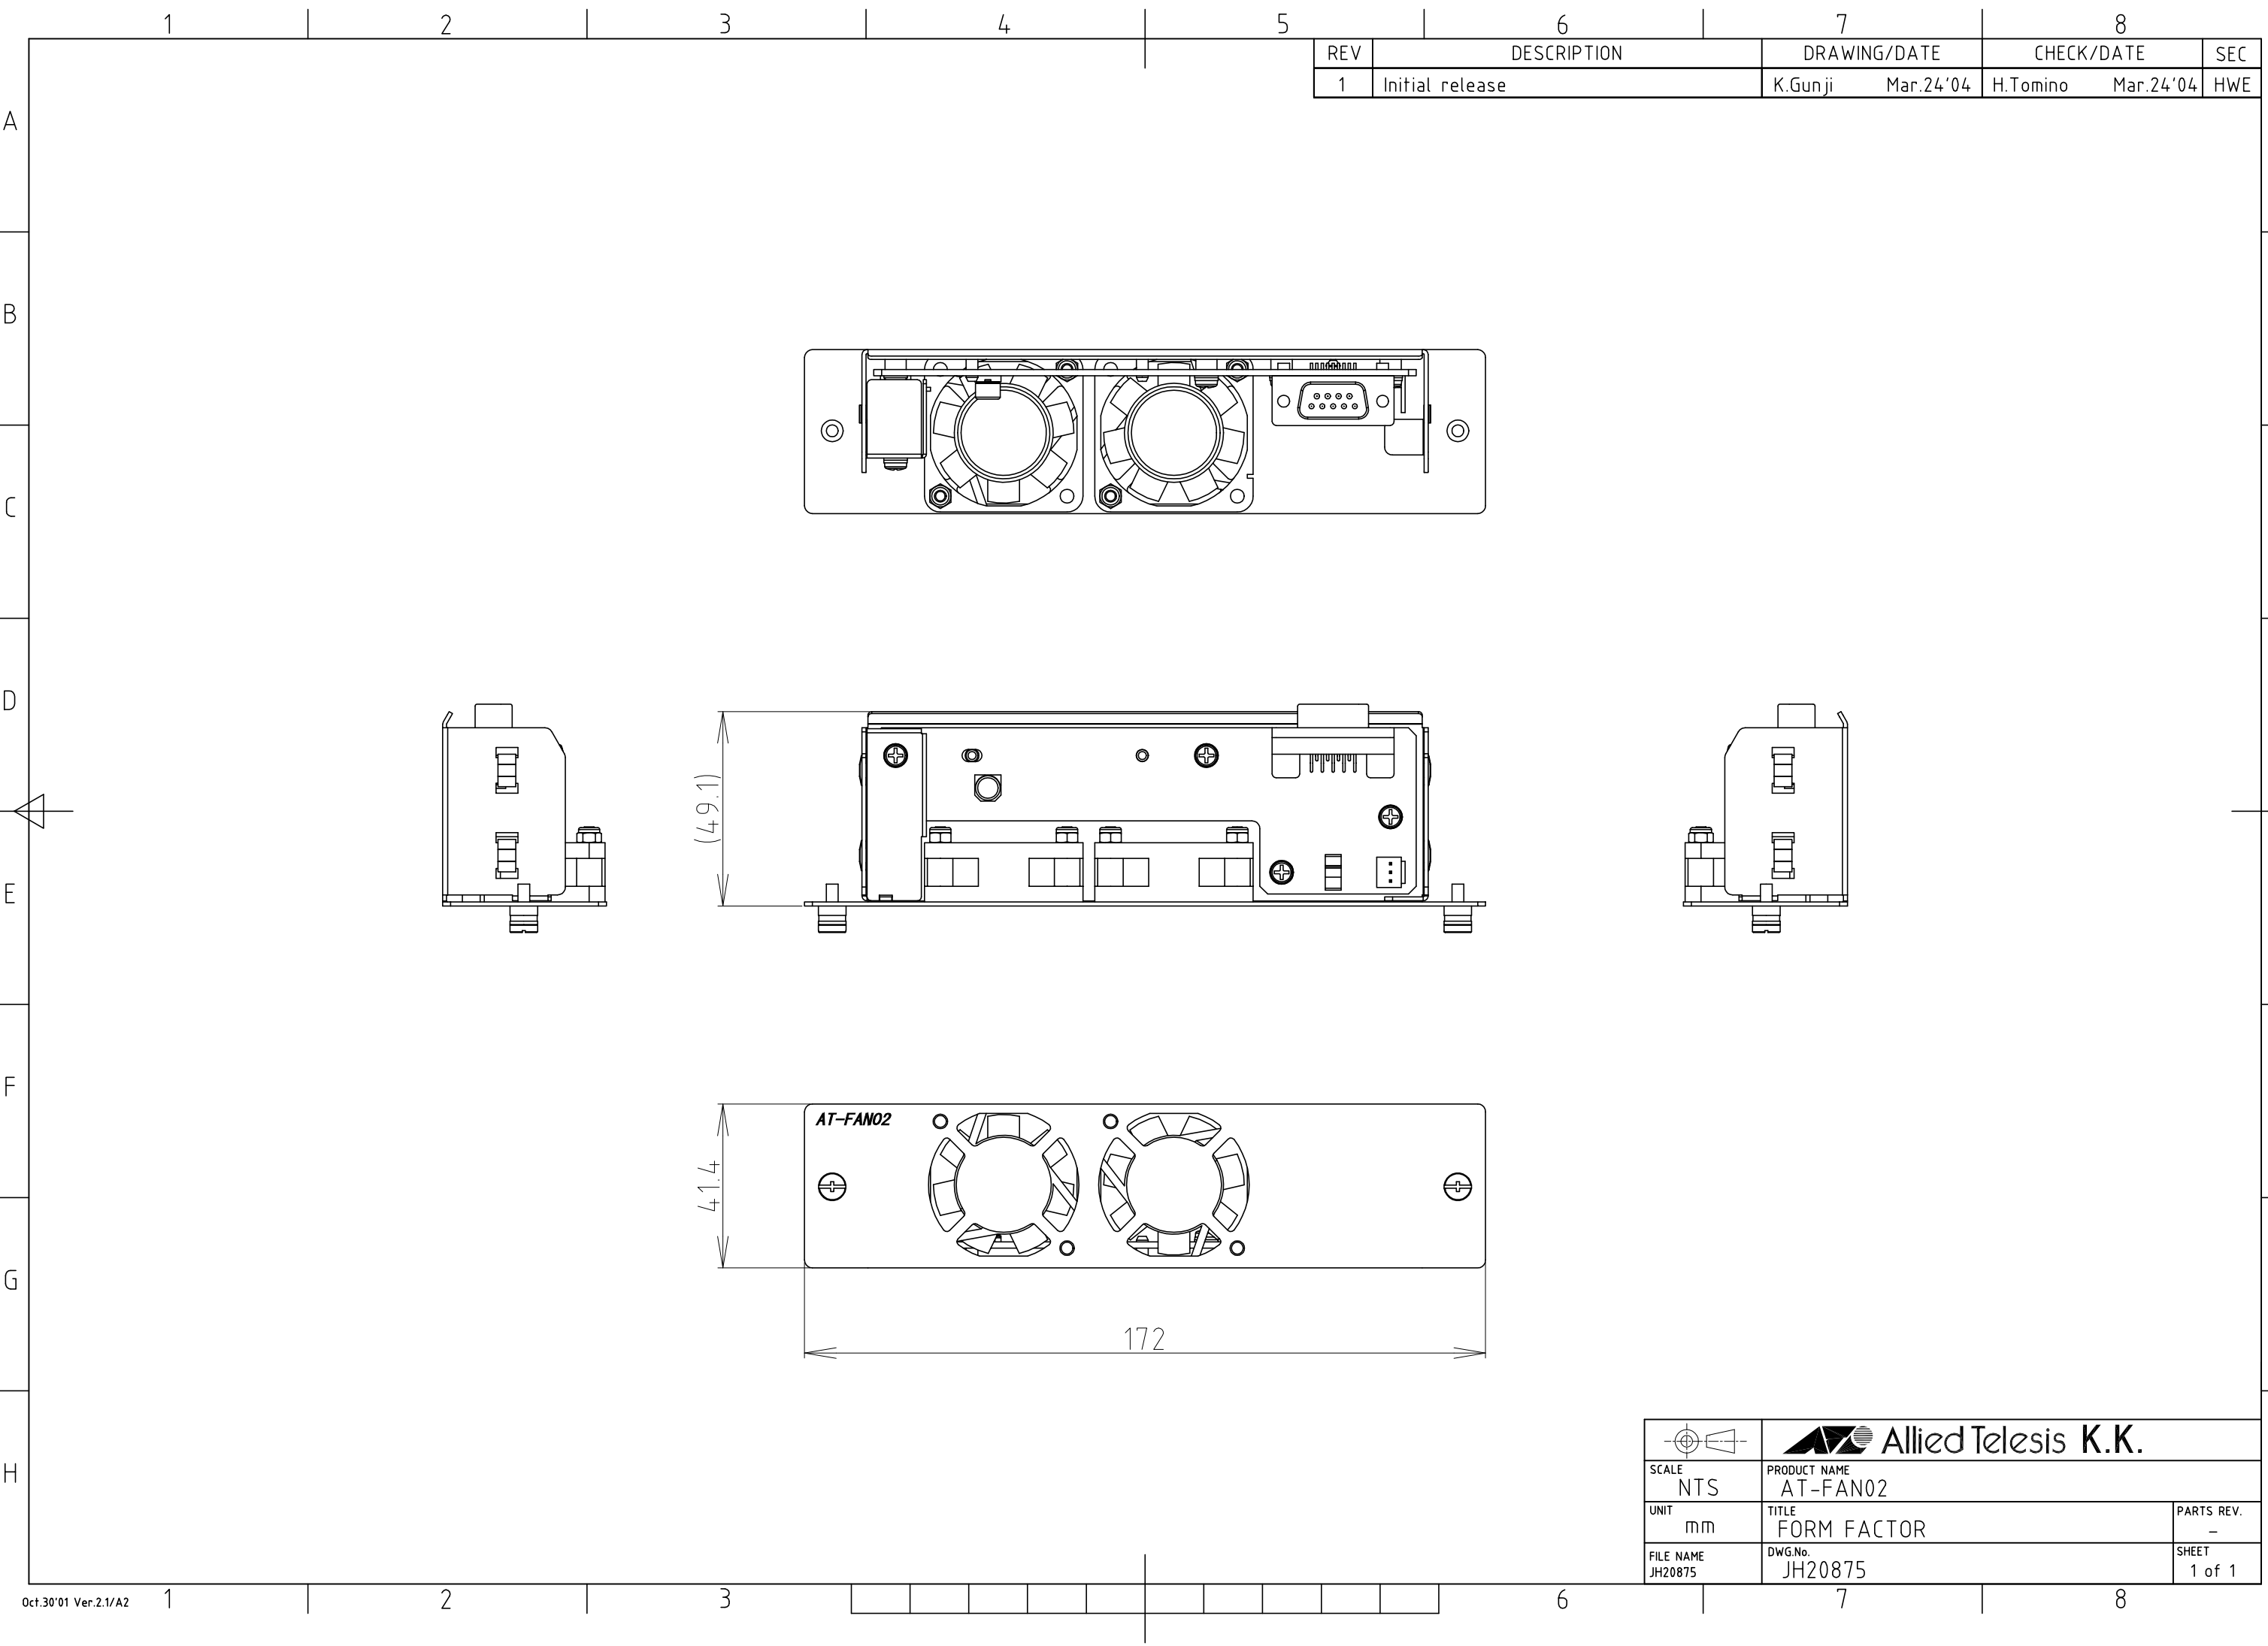 1 2 3 4 5 6 7 8
REV DESCRIPTION DRAWING/DATE CHECK/DATE SEC
1 Initial release K.Gunji Mar.24'04 H.Tomino Mar.24'04 HWE
A
B
C
D
(49.1)
E
F
AT-FAN02
41.4
G
172
H
Allied Telesis K.K.
SCALE
NTS
PRODUCT NAME
AT-FAN02
UNIT
mm
TITLE
FORM FACTOR
PARTS REV.
-
FILE NAME
JH20875
DWG.No.
JH20875
SHEET
1 of 1
Oct.30'01 Ver.2.1/A2
1 2 3 6 7 8